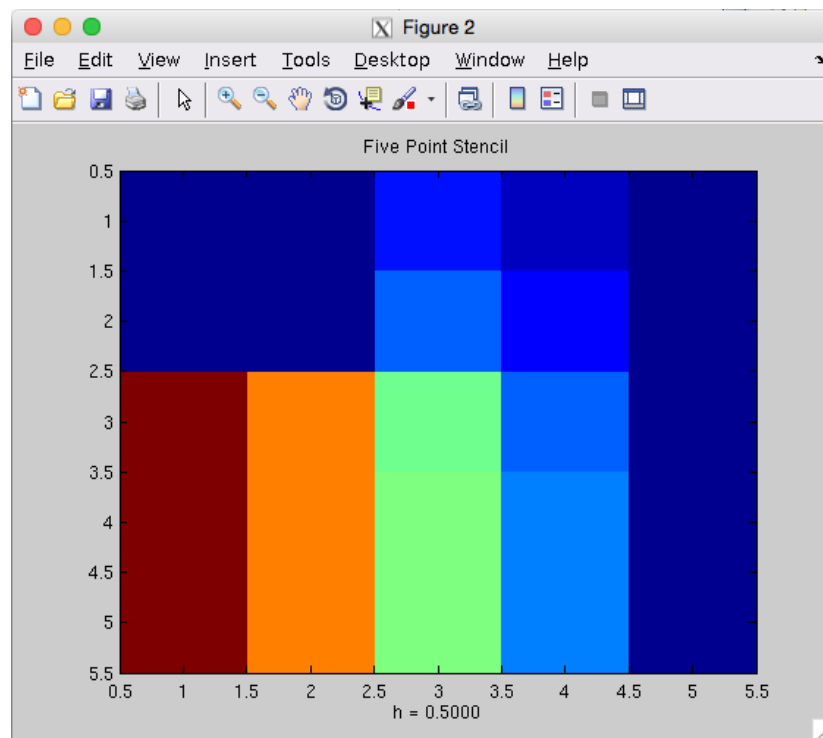 Figure 2
File Edit View Insert Tools Desktop Window Help
Five Point Stencil
0.5
1
1.5
2
2.5
3
3.5
4
4.5
5
5.5
0.5 1 1.5 2 2.5 3 3.5 4 4.5 5 5.5
h = 0.5000